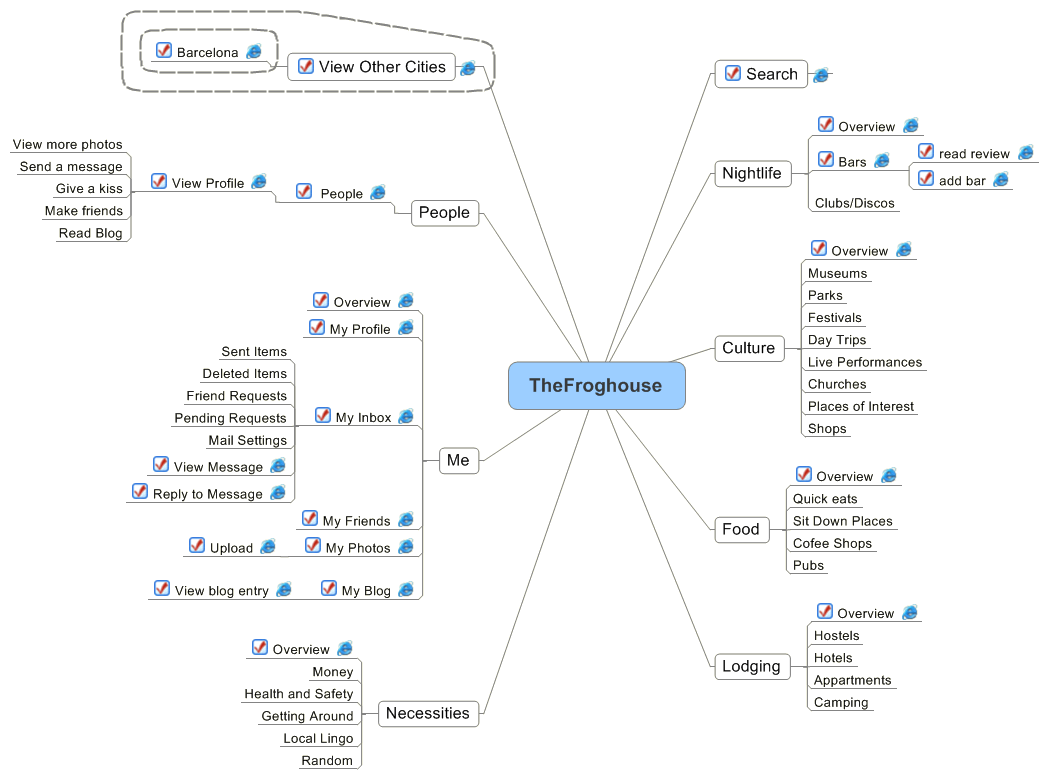 TheFroghouse
View Other Cities
Barcelona
People
People
View Profile
View more photos
Send a message
Give a kiss
Make friends
Read Blog
Me
Overview
My Profile
My Inbox
Sent Items
Deleted Items
Friend Requests
Pending Requests
Mail Settings
View Message
Reply to Message
My Friends
My Photos
Upload
My Blog
View blog entry
Necessities
Overview
Money
Health and Safety
Getting Around
Local Lingo
Random
Search
Nightlife
Overview
Bars
read review
add bar
Clubs/Discos
Culture
Overview
Museums
Parks
Festivals
Day Trips
Live Performances
Churches
Places of Interest
Shops
Food
Overview
Quick eats
Sit Down Places
Cofee Shops
Pubs
Lodging
Overview
Hostels
Hotels
Appartments
Camping